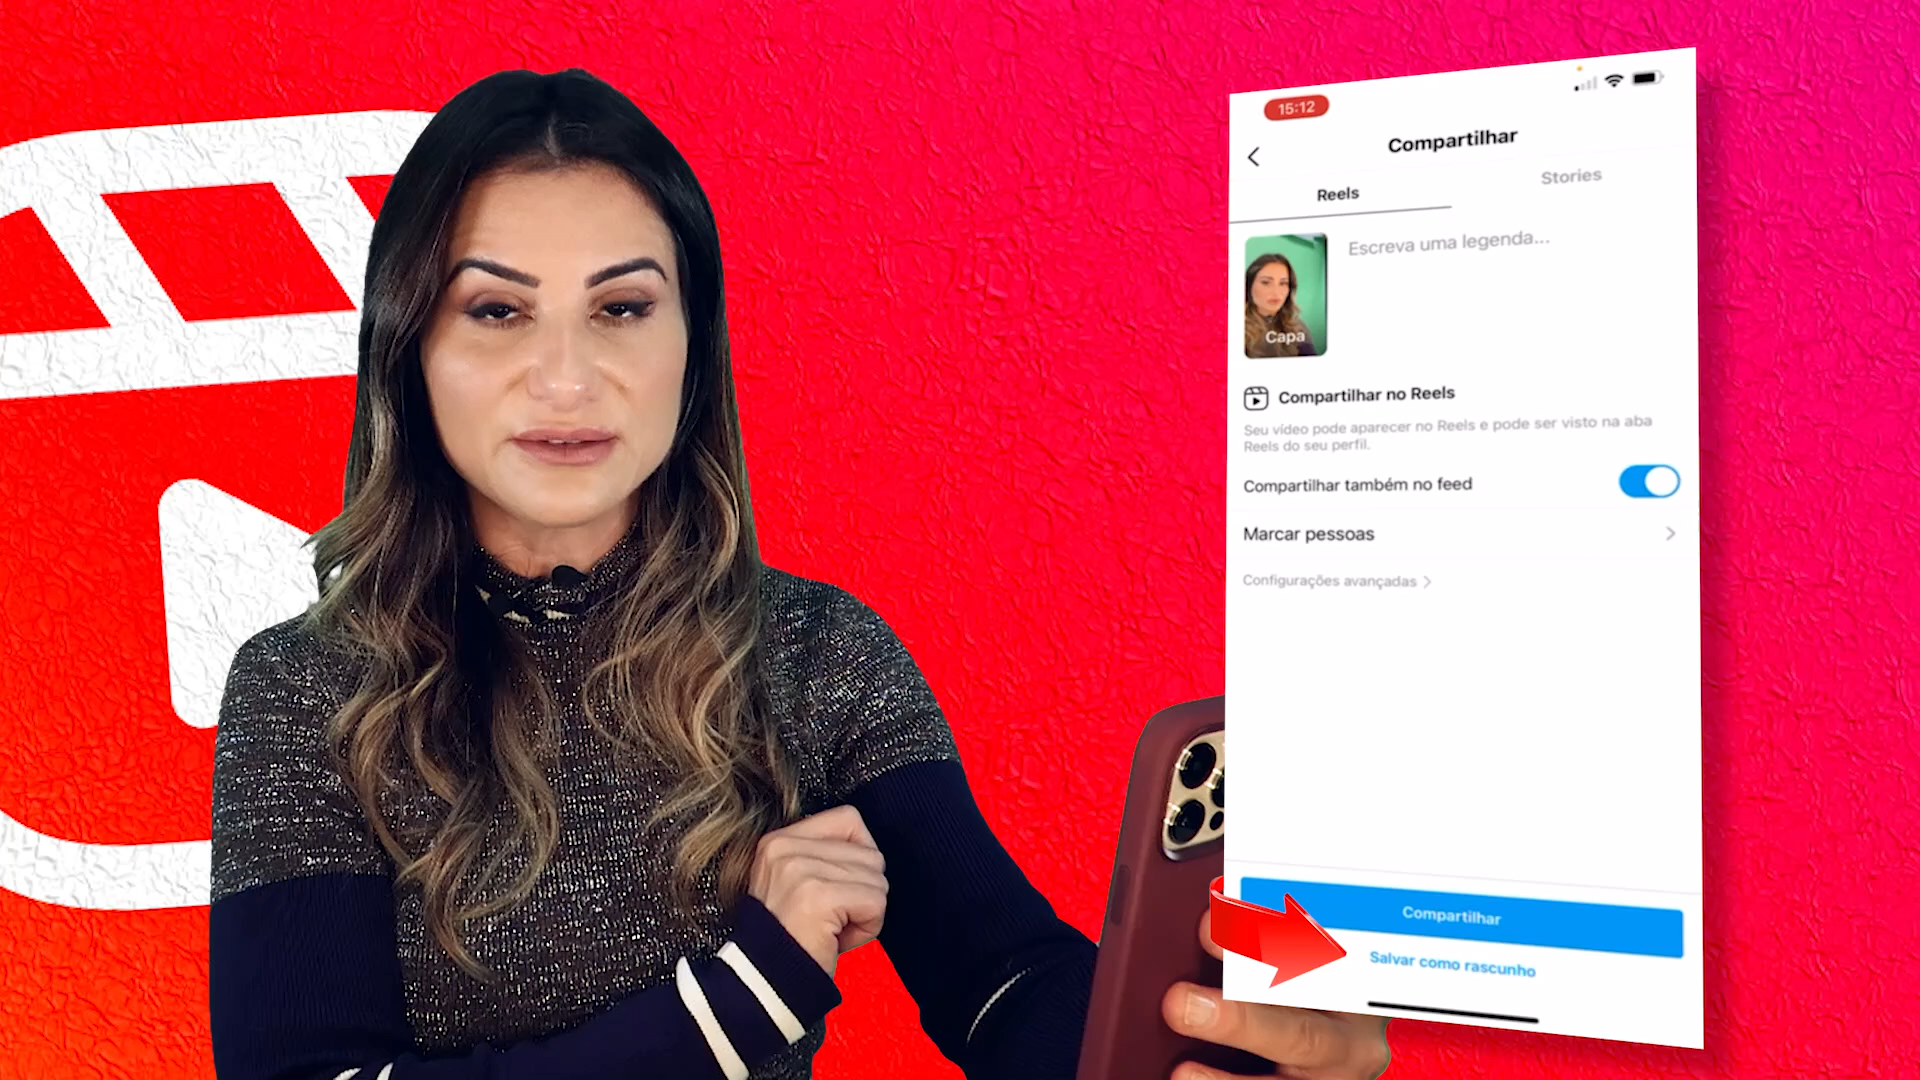 15:12
Compartilhar
Reels
Stories
Escreva uma legenda...
Capa
Compartilhar no Reels
Seu vídeo pode aparecer no Reels e pode ser visto na aba
Reels do seu perfil.
Compartilhar também no feed
Marcar pessoas
Configurações avançadas
Compartilhar
Salvar como rascunho